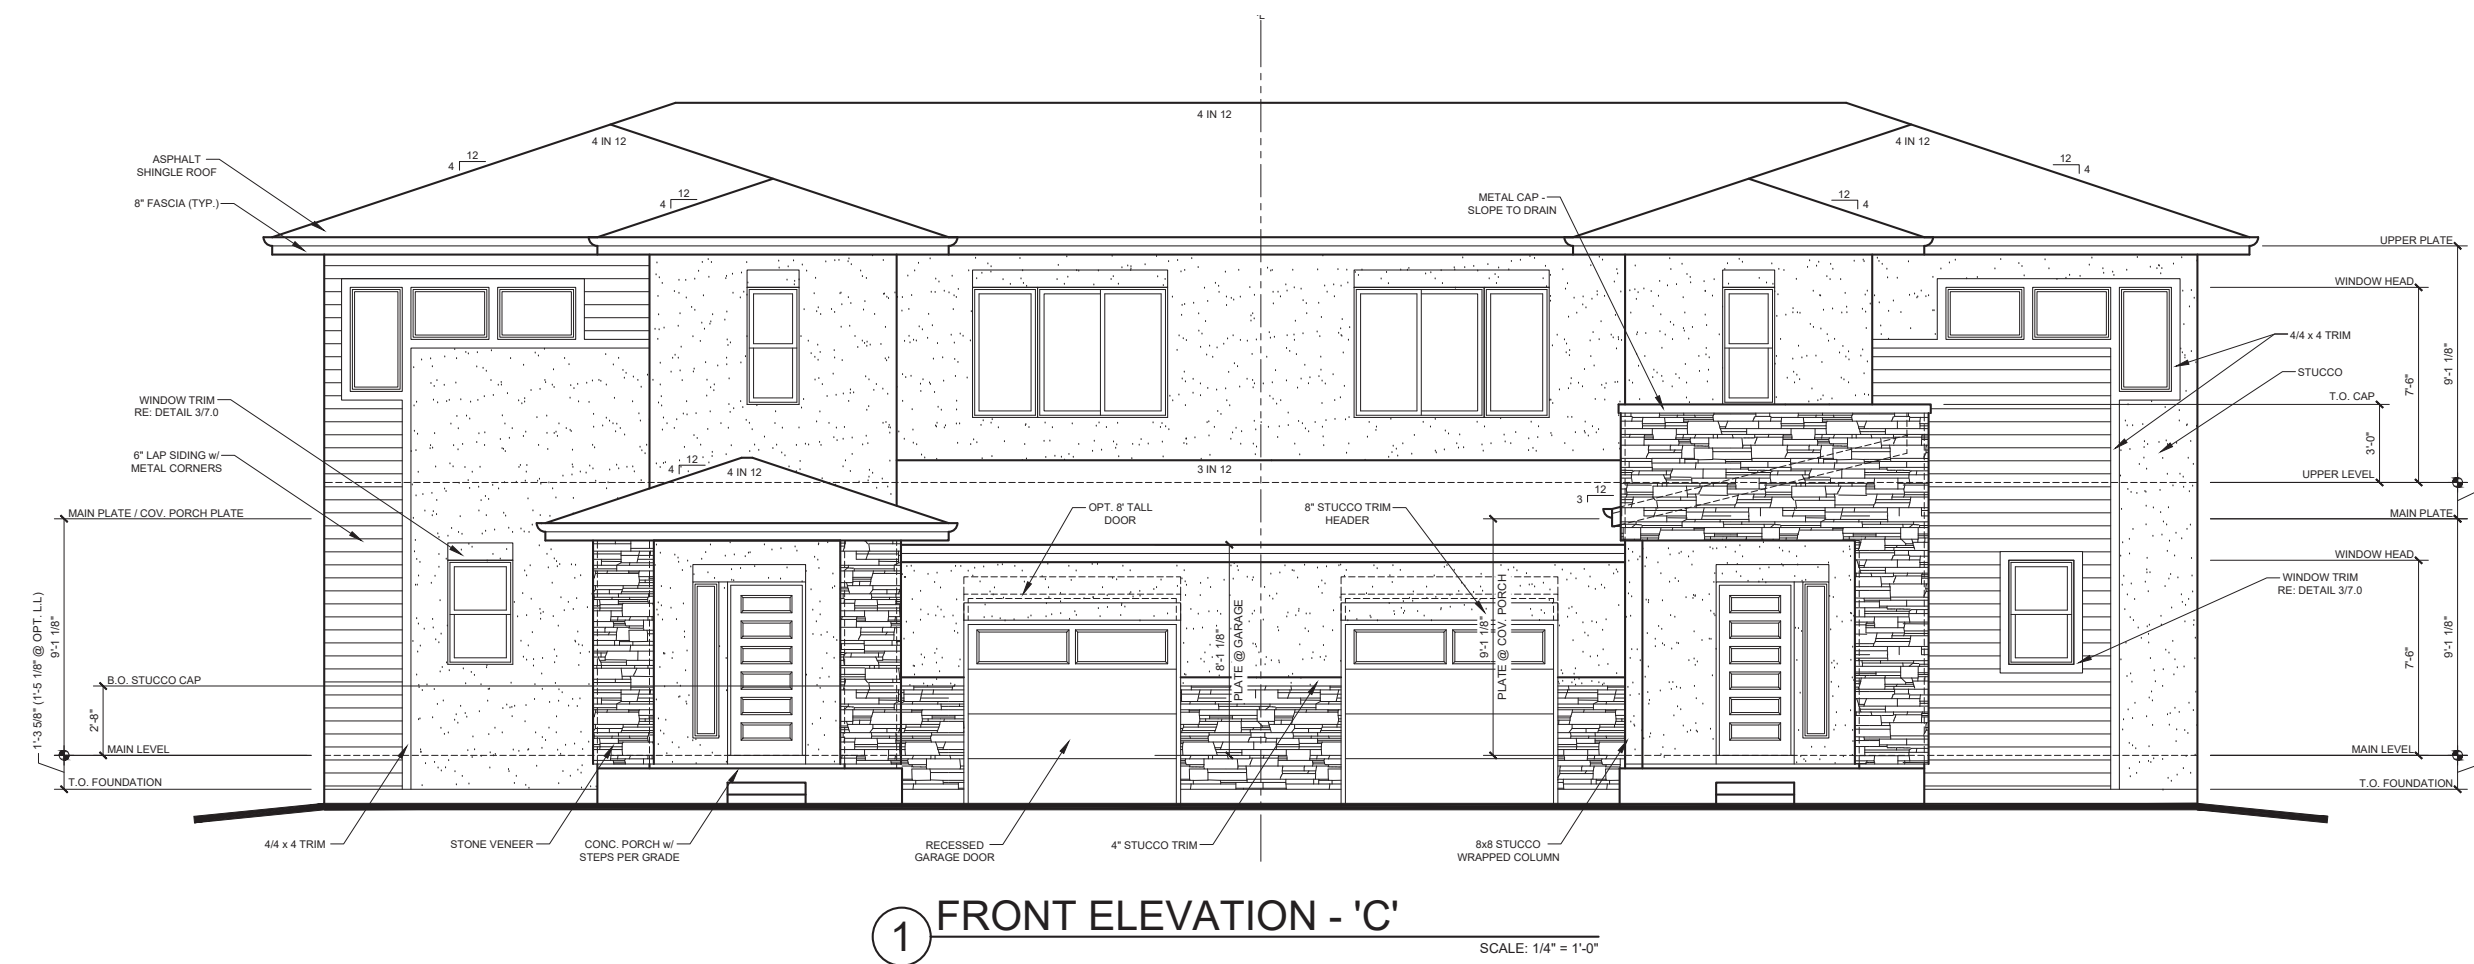 4 IN 12
4 IN 12
4 IN 12
12
4
12
4
12
4
12
4
ASPHALT
SHINGLE ROOF
8" FASCIA (TYP.)
METAL CAP -
SLOPE TO DRAIN
UPPER PLATE
WINDOW HEAD
4/4 x 4 TRIM
STUCCO
T.O. CAP
9'-1 1/8"
7'-6"
3'-0"
UPPER LEVEL
WINDOW TRIM
RE: DETAIL 3/7.0
6" LAP SIDING w/
METAL CORNERS
12
4
4 IN 12
3 IN 12
12
3
MAIN PLATE / COV. PORCH PLATE
OPT. 8' TALL
DOOR
8" STUCCO TRIM
HEADER
MAIN PLATE
WINDOW HEAD
WINDOW TRIM
RE: DETAIL 3/7.0
1'-3 5/8" (1'-5 1/8" @ OPT. L.L)
9'-1 1/8"
8'-1 1/8"
PLATE @ GARAGE
9'-1 1/8"
PLATE @ COV. PORCH
7'-6"
9'-1 1/8"
B.O. STUCCO CAP
2'-8"
MAIN LEVEL
MAIN LEVEL
T.O. FOUNDATION
T.O. FOUNDATION
4/4 x 4 TRIM
STONE VENEER
CONC. PORCH w/
STEPS PER GRADE
RECESSED
GARAGE DOOR
4" STUCCO TRIM
8x8 STUCCO
WRAPPED COLUMN
1
FRONT ELEVATION - 'C'
SCALE: 1/4" = 1'-0"